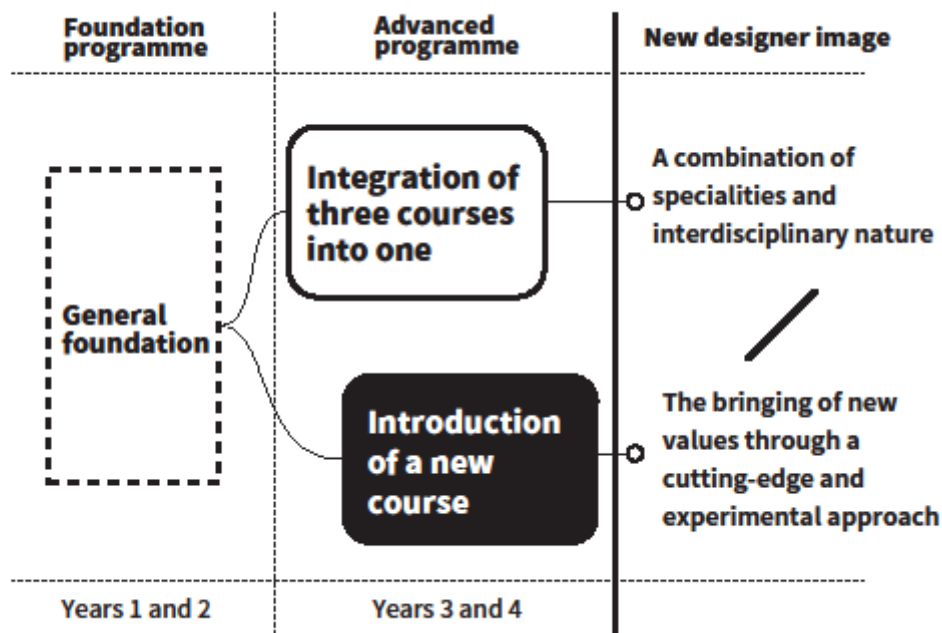 Foundation
programme
Advanced
programme
New designer image
General
foundation
Integration of
three courses
into one
Introduction
of a new
course
A combination of
specialities and
interdisciplinary nature
The bringing of new
values through a
cutting-edge and
experimental approach
Years 1 and 2
Years 3 and 4